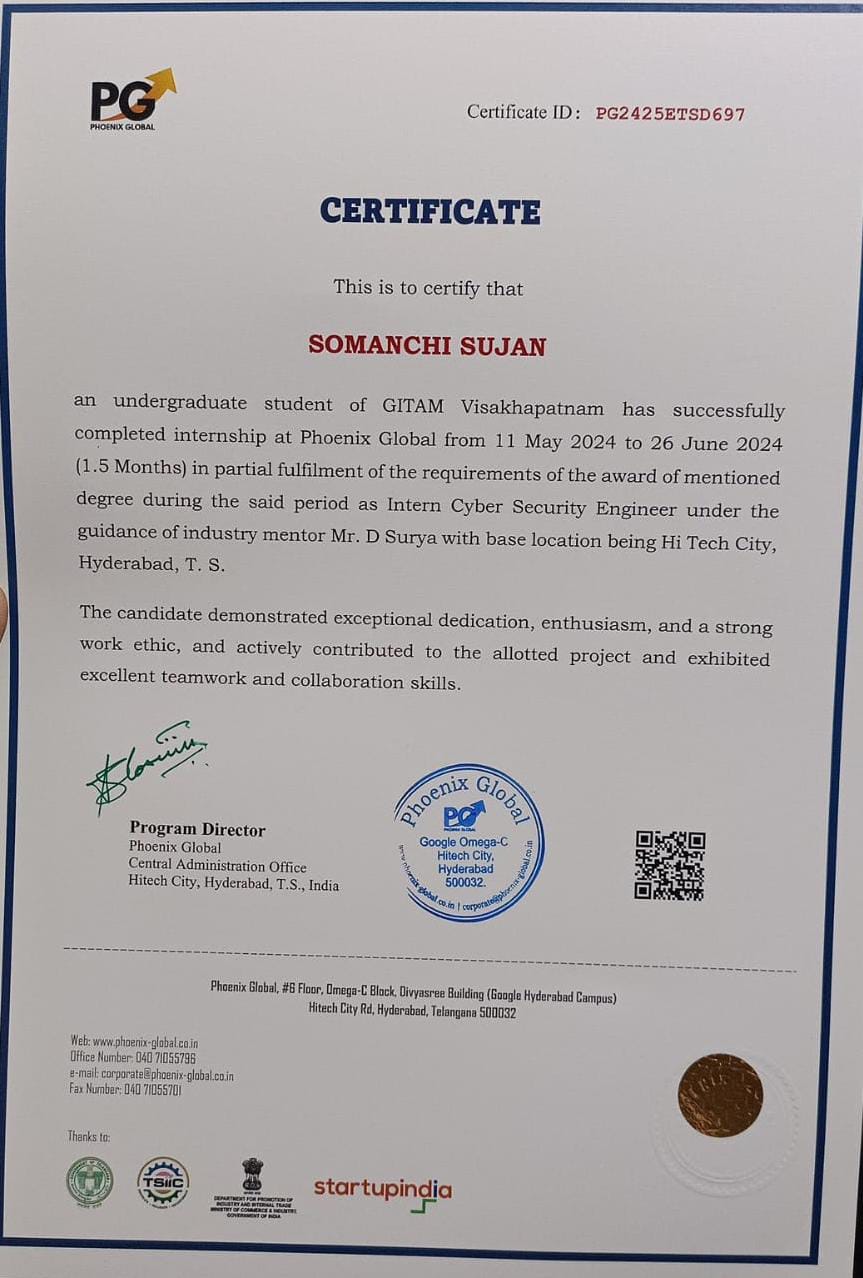 PG
PHOENIX GLOBAL
Certificate ID: PG2425ETSD697
CERTIFICATE
This is to certify that
SOMANCHI SUJAN
an undergraduate student of GITAM Visakhapatnam has successfully
completed internship at Phoenix Global from 11 May 2024 to 26 June 2024
(1.5 Months) in partial fulfilment of the requirements of the award of mentioned
degree during the said period as Intern Cyber Security Engineer under the
guidance of industry mentor Mr. D Surya with base location being Hi Tech City,
Hyderabad, T. S.
The candidate demonstrated exceptional dedication, enthusiasm, and a strong
work ethic, and actively contributed to the allotted project and exhibited
excellent teamwork and collaboration skills.
Program Director
Phoenix Global
Central Administration Office
Hitech City, Hyderabad, T.S., India
Phoenix Global
PG
Google Omega-C
Hitech City,
Hyderabad
500032.
www.phoenix-global.co.in | corporate@phoenix-global.co.in
Phoenix Global, #6 Floor, Omega-C Block, Divyasree Building (Google Hyderabad Campus)
Hitech City Rd, Hyderabad, Telangana 500032
Web: www.phoenix-global.co.in
Office Number: 040 71055796
e-mail: corporate@phoenix-global.co.in
Fax Number: 040 71055701
Thanks to:
TSIIC
DEPARTMENT FOR PROMOTION OF
INDUSTRY AND INTERNAL TRADE
MINISTRY OF COMMERCE & INDUSTRY
GOVERNMENT OF INDIA
startupindia